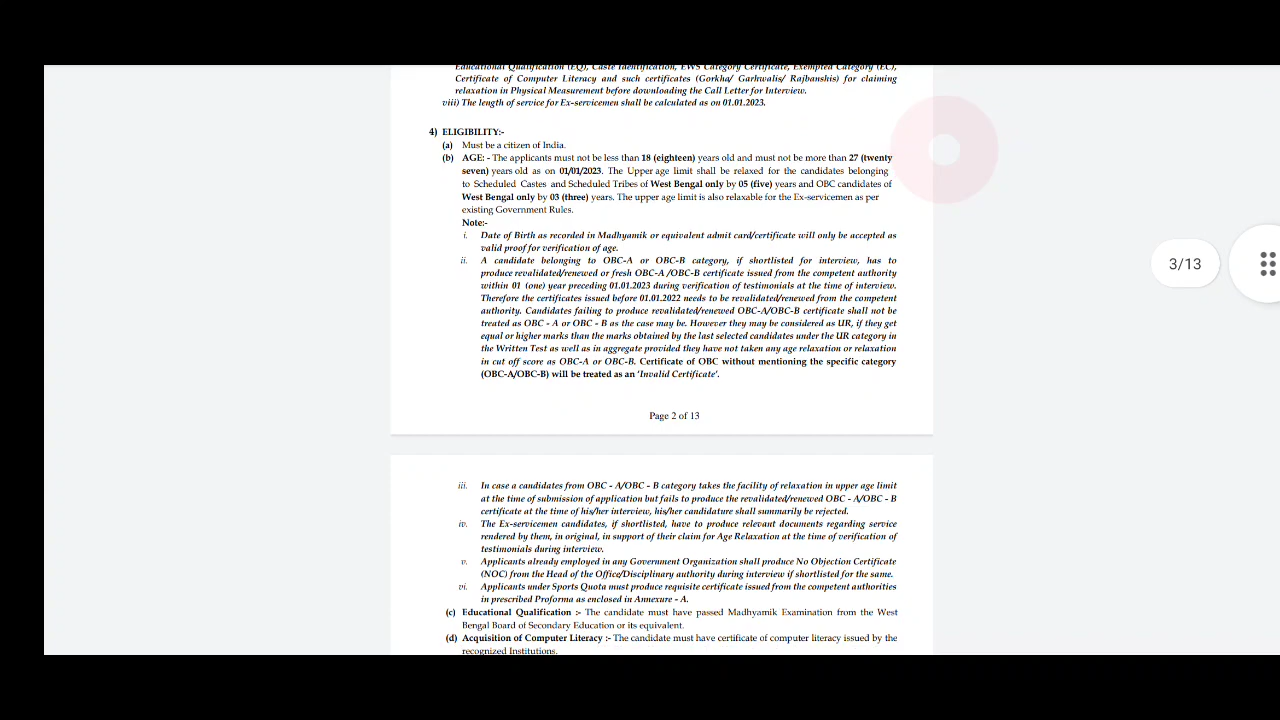 Educational Qualification (EQ), Caste Identification, EWS Category Certificate, Exempted Category (EC),
Certificate of Computer Literacy and such certificates (Gorkha/ Garhwalis/ Rajbanshis) for claiming
relaxation in Physical Measurement before downloading the Call Letter for Interview.
viii) The length of service for Ex-servicemen shall be calculated as on 01.01.2023.
4) ELIGIBILITY:-
(a) Must be a citizen of India.
(b) AGE: - The applicants must not be less than 18 (eighteen) years old and must not be more than 27 (twenty
seven) years old as on 01/01/2023. The Upper age limit shall be relaxed for the candidates belonging
to Scheduled Castes and Scheduled Tribes of West Bengal only by 05 (five) years and OBC candidates of
West Bengal only by 03 (three) years. The upper age limit is also relaxable for the Ex-servicemen as per
existing Government Rules.
Note:-
i. Date of Birth as recorded in Madhyamik or equivalent admit card/certificate will only be accepted as
valid proof for verification of age.
ii. A candidate belonging to OBC-A or OBC-B category, if shortlisted for interview, has to
produce revalidated/renewed or fresh OBC-A /OBC-B certificate issued from the competent authority
within 01 (one) year preceding 01.01.2023 during verification of testimonials at the time of interview.
Therefore the certificates issued before 01.01.2022 needs to be revalidated/renewed from the competent
authority. Candidates failing to produce revalidated/renewed OBC-A/OBC-B certificate shall not be
treated as OBC - A or OBC - B as the case may be. However they may be considered as UR, if they get
equal or higher marks than the marks obtained by the last selected candidates under the UR category in
the Written Test as well as in aggregate provided they have not taken any age relaxation or relaxation
in cut off score as OBC-A or OBC-B. Certificate of OBC without mentioning the specific category
(OBC-A/OBC-B) will be treated as an 'Invalid Certificate'.
Page 2 of 13
3/13
iii. In case a candidates from OBC - A/OBC - B category takes the facility of relaxation in upper age limit
at the time of submission of application but fails to produce the revalidated/renewed OBC - A/OBC - B
certificate at the time of his/her interview, his/her candidature shall summarily be rejected.
iv. The Ex-servicemen candidates, if shortlisted, have to produce relevant documents regarding service
rendered by them, in original, in support of their claim for Age Relaxation at the time of verification of
testimonials during interview.
v. Applicants already employed in any Government Organization shall produce No Objection Certificate
(NOC) from the Head of the Office/Disciplinary authority during interview if shortlisted for the same.
vi. Applicants under Sports Quota must produce requisite certificate issued from the competent authorities
in prescribed Proforma as enclosed in Annexure - A.
(c) Educational Qualification :- The candidate must have passed Madhyamik Examination from the West
Bengal Board of Secondary Education or its equivalent.
(d) Acquisition of Computer Literacy :- The candidate must have certificate of computer literacy issued by the
recognized Institutions.